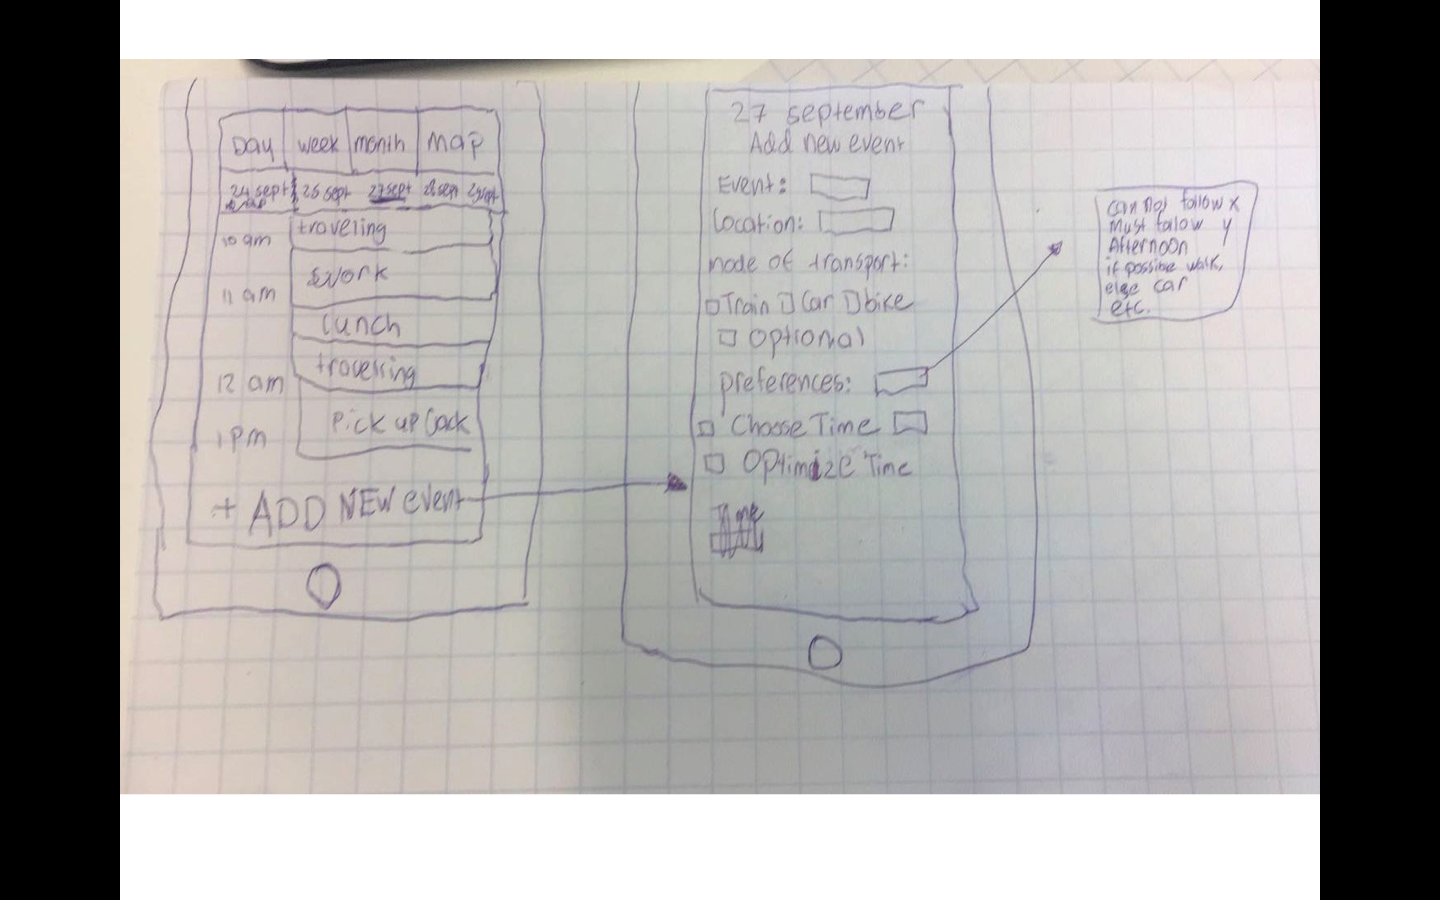 Day week month Map
24 sept 25 sept 27 sept 28 sep 29 sept
10 am traveling
work
11 am
lunch
12 am traveling
1 pm Pick up Jack
+ ADD NEW event
27 september
Add new event
Event:
location:
mode of transport:
Train Car bike
Optional
preferences:
Choose Time
Optimize Time
Time
Can not follow x
Must follow y
Afternoon
if possible walk,
else car
etc.